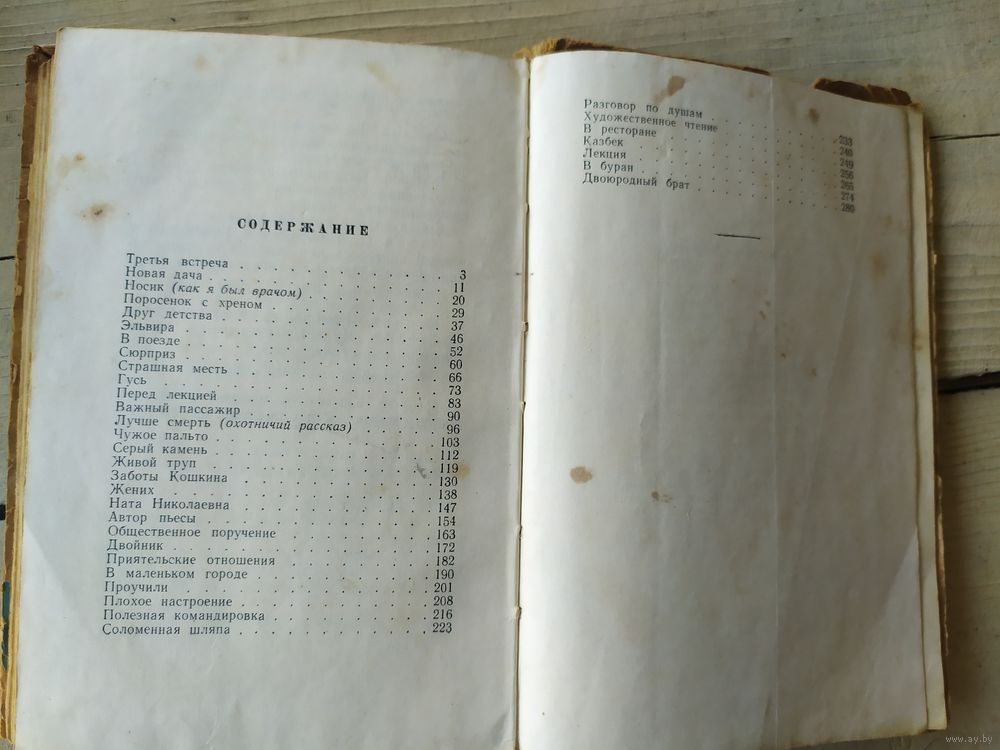 СОДЕРЖАНИЕ
Третья встреча . . . . . . . . . . . . 3
Новая дача . . . . . . . . . . . . 11
Носик (как я был врачом) . . . . . . . . 20
Поросенок с хреном . . . . . . . . . . 29
Друг детства . . . . . . . . . . . . 37
Эльвира . . . . . . . . . . . . . 46
В поезде . . . . . . . . . . . . . 52
Сюрприз . . . . . . . . . . . . . 60
Страшная месть . . . . . . . . . . . 66
Гусь . . . . . . . . . . . . . . 73
Перед лекцией . . . . . . . . . . . 83
Важный пассажир . . . . . . . . . . . 90
Лучше смерть (охотничий рассказ) . . . . . 96
Чужое пальто . . . . . . . . . . . . 103
Серый камень . . . . . . . . . . . . 112
Живой труп . . . . . . . . . . . . 119
Заботы Кошкина . . . . . . . . . . . 130
Жених . . . . . . . . . . . . . . 138
Ната Николаевна . . . . . . . . . . . 147
Автор пьесы . . . . . . . . . . . . 154
Общественное поручение . . . . . . . . 163
Двойник . . . . . . . . . . . . . 172
Приятельские отношения . . . . . . . . 182
В маленьком городе . . . . . . . . . . 190
Проучили . . . . . . . . . . . . . 201
Плохое настроение . . . . . . . . . . 208
Полезная командировка . . . . . . . . . 216
Соломенная шляпа . . . . . . . . . . . 223
Разговор по душам . . . . . . . . . . 233
Художественное чтение . . . . . . . . 240
В ресторане . . . . . . . . . . . . 249
Казбек . . . . . . . . . . . . . 256
Лекция . . . . . . . . . . . . . 265
В буран . . . . . . . . . . . . . 274
Двоюродный брат . . . . . . . . . . . 280
www.ay.by